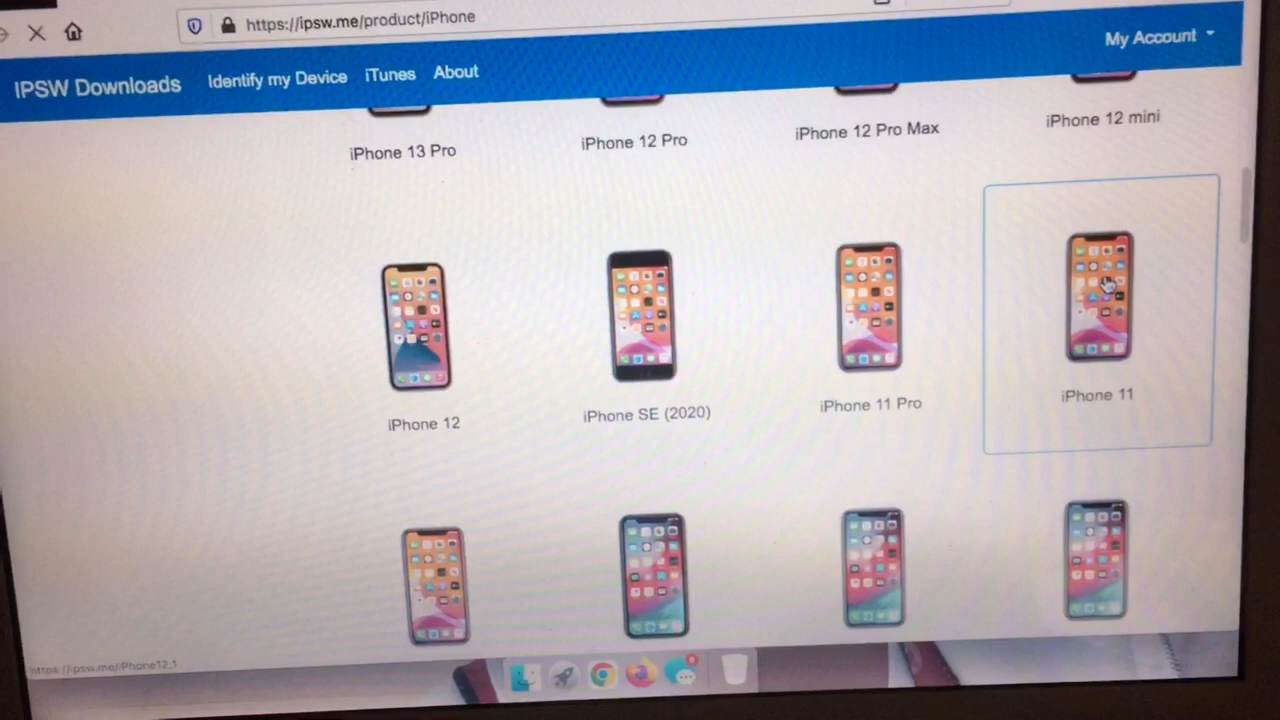 https://ipsw.me/product/iPhone
IPSW Downloads
Identify my Device
iTunes
About
My Account
iPhone 13 Pro
iPhone 12 Pro
iPhone 12 Pro Max
iPhone 12 mini
iPhone 12
iPhone SE (2020)
iPhone 11 Pro
iPhone 11
https://ipsw.me/iPhone12_1